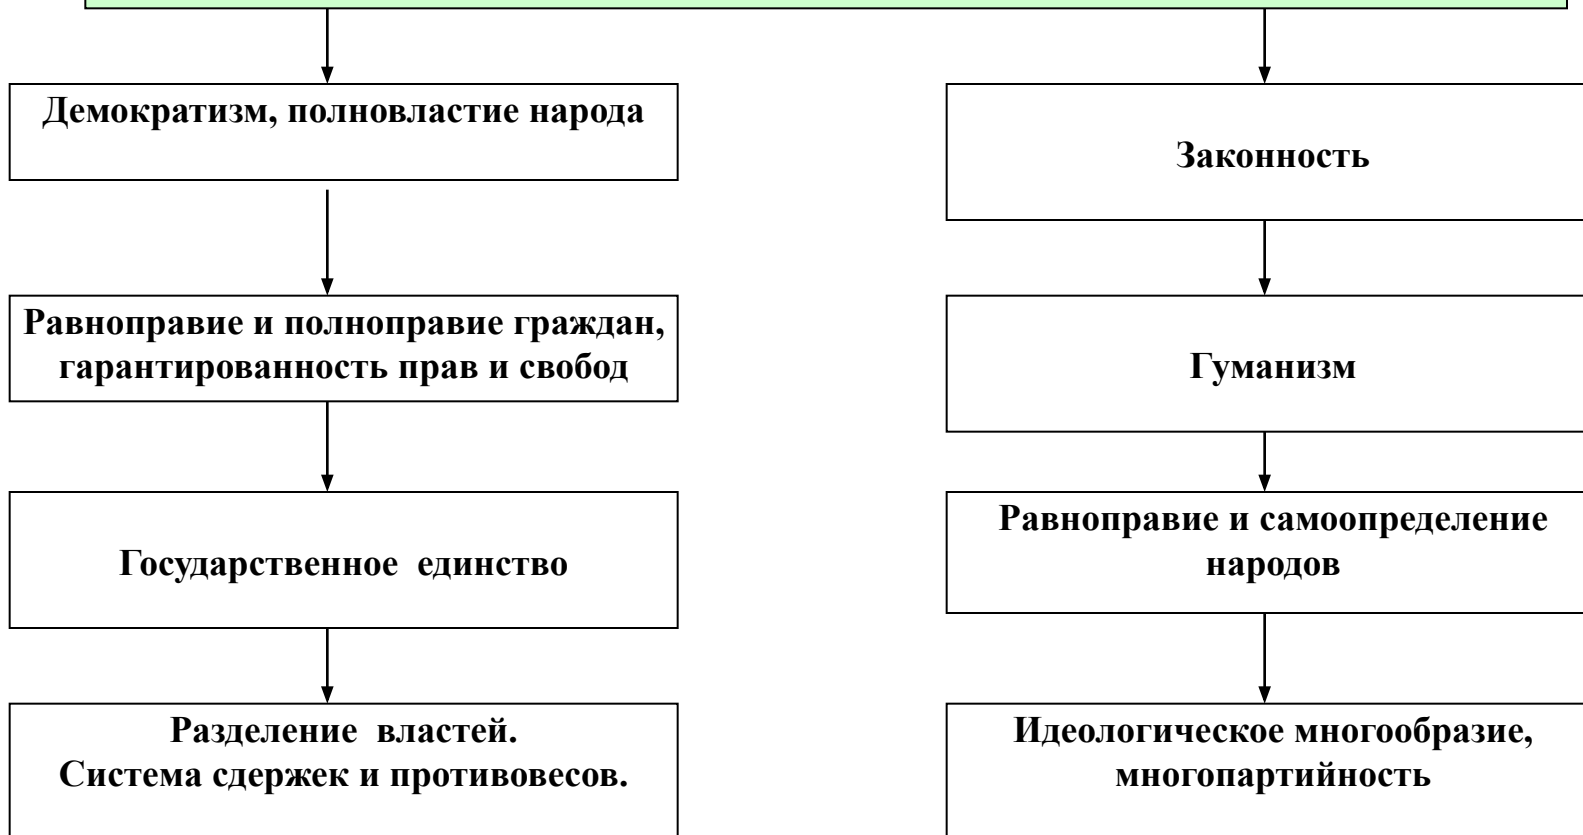 Демократизм, полновластие народа
Равноправие и полноправие граждан,
гарантированность прав и свобод
Государственное  единство
Разделение  властей.
Система сдержек и противовесов.
Законность
Гуманизм
Равноправие и самоопределение
народов
Идеологическое многообразие,
многопартийность